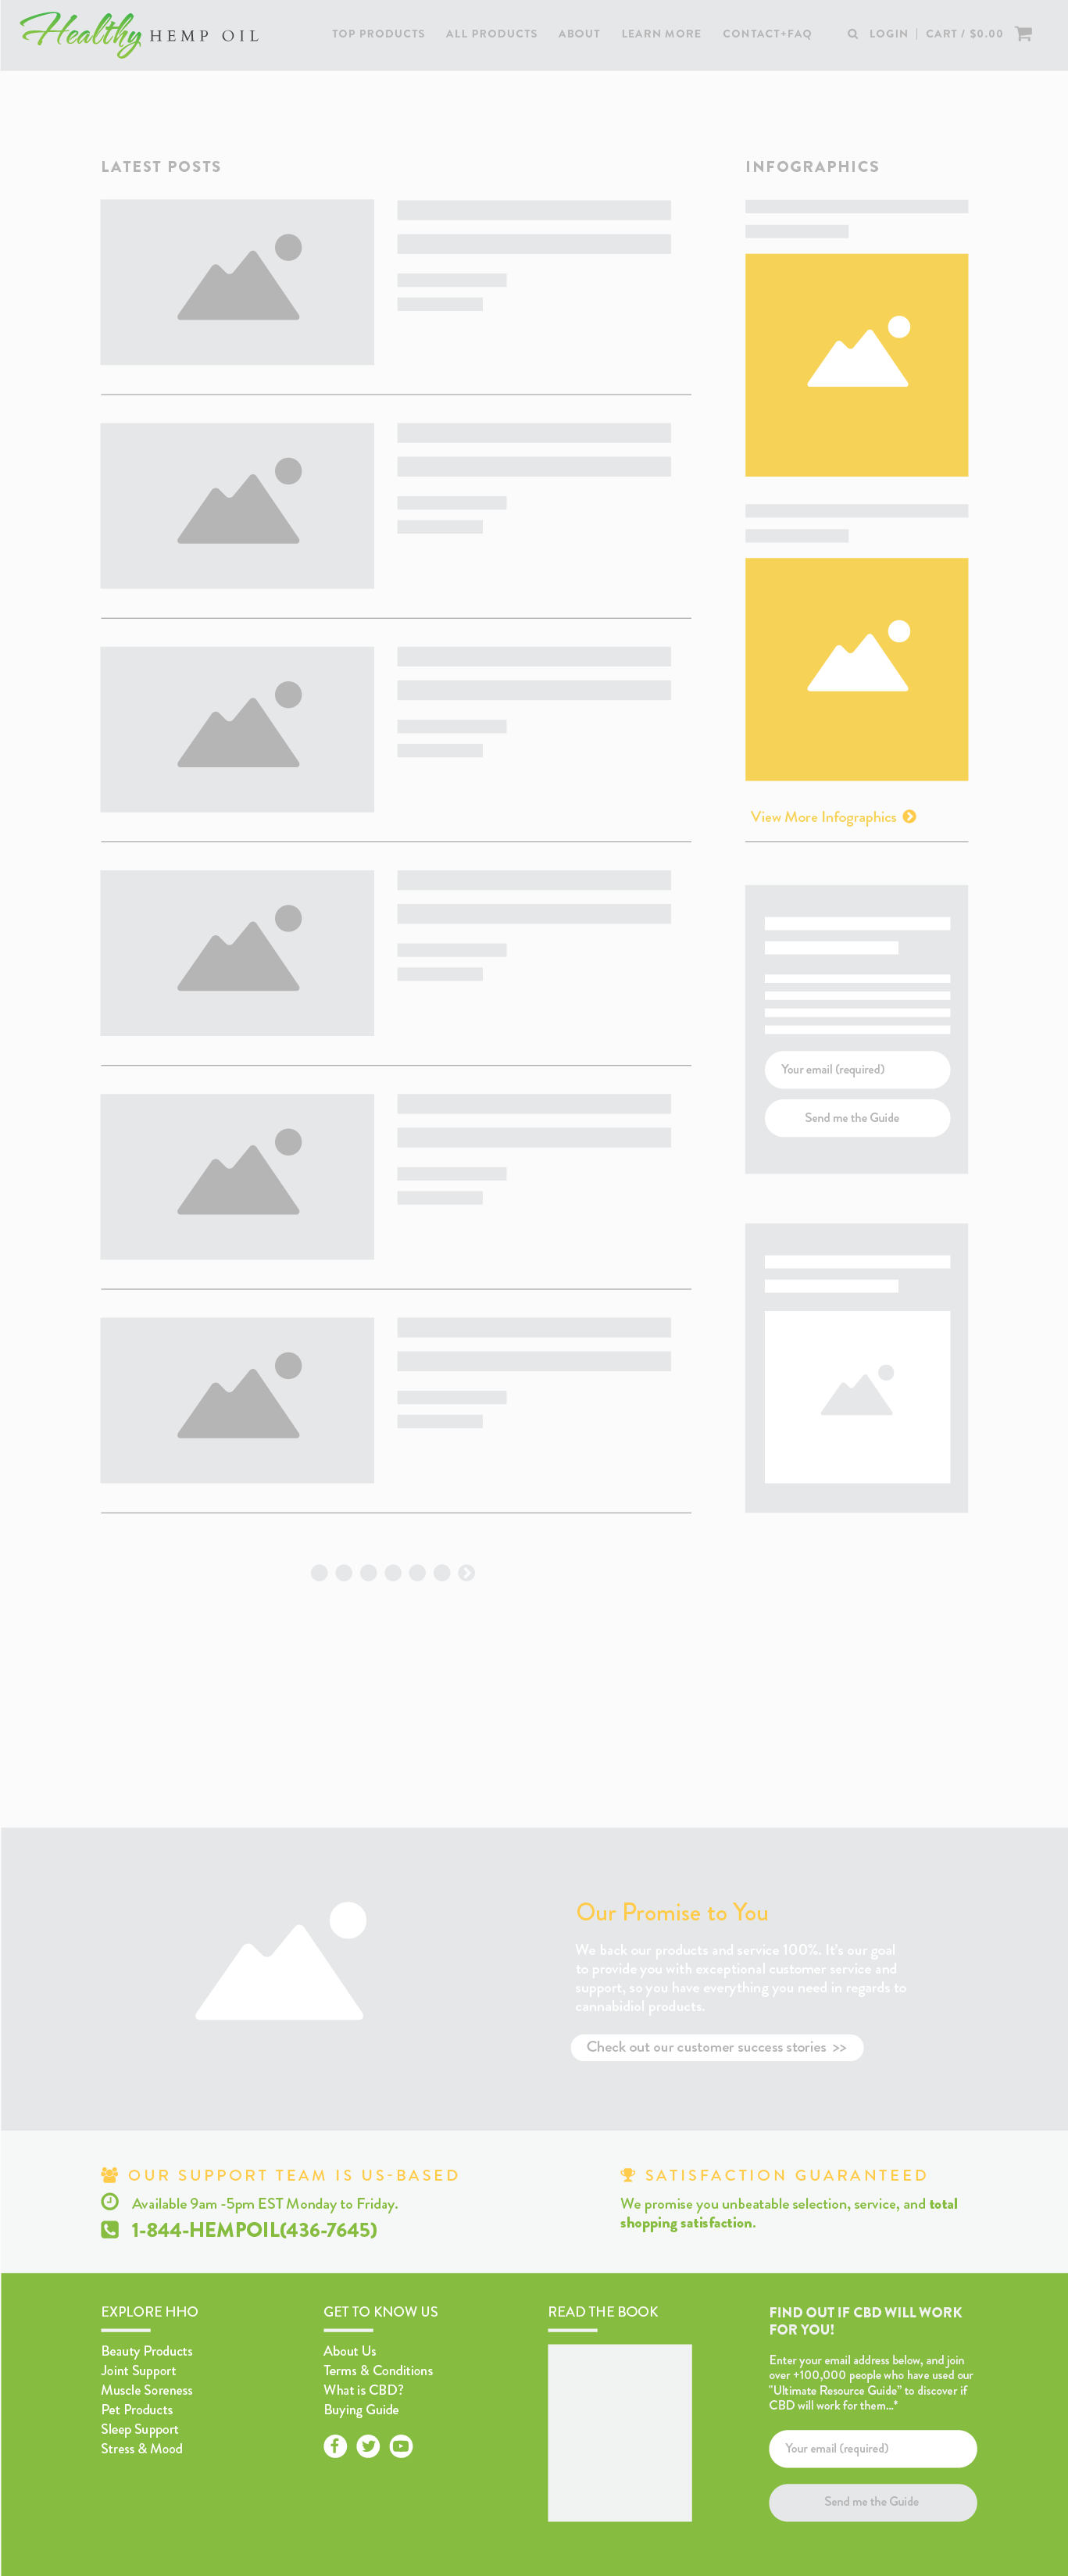 Healthy HEMP OIL
TOP PRODUCTS ALL PRODUCTS ABOUT LEARN MORE CONTACT+FAQ LOGIN | CART / $0.00
LATEST POSTS
INFOGRAPHICS
View More Infographics
Your email (required)
Send me the Guide
Our Promise to You
We back our products and service 100%. It's our goal
to provide you with exceptional customer service and
support, so you have everything you need in regards to
cannabidiol products.
Check out our customer success stories >>
OUR SUPPORT TEAM IS US-BASED
Available 9am -5pm EST Monday to Friday.
1-844-HEMPOIL(436-7645)
SATISFACTION GUARANTEED
We promise you unbeatable selection, service, and total
shopping satisfaction.
EXPLORE HHO
Beauty Products
Joint Support
Muscle Soreness
Pet Products
Sleep Support
Stress & Mood
GET TO KNOW US
About Us
Terms & Conditions
What is CBD?
Buying Guide
READ THE BOOK
FIND OUT IF CBD WILL WORK
FOR YOU!
Enter your email address below, and join
over +100,000 people who have used our
"Ultimate Resource Guide" to discover if
CBD will work for them...*
Your email (required)
Send me the Guide